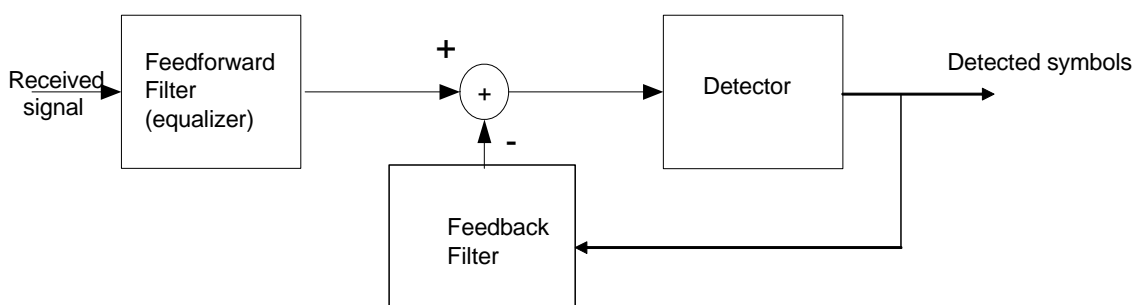 Received
signal
Feedforward
Filter
(equalizer)
+
+
-
Detector
Detected symbols
Feedback
Filter